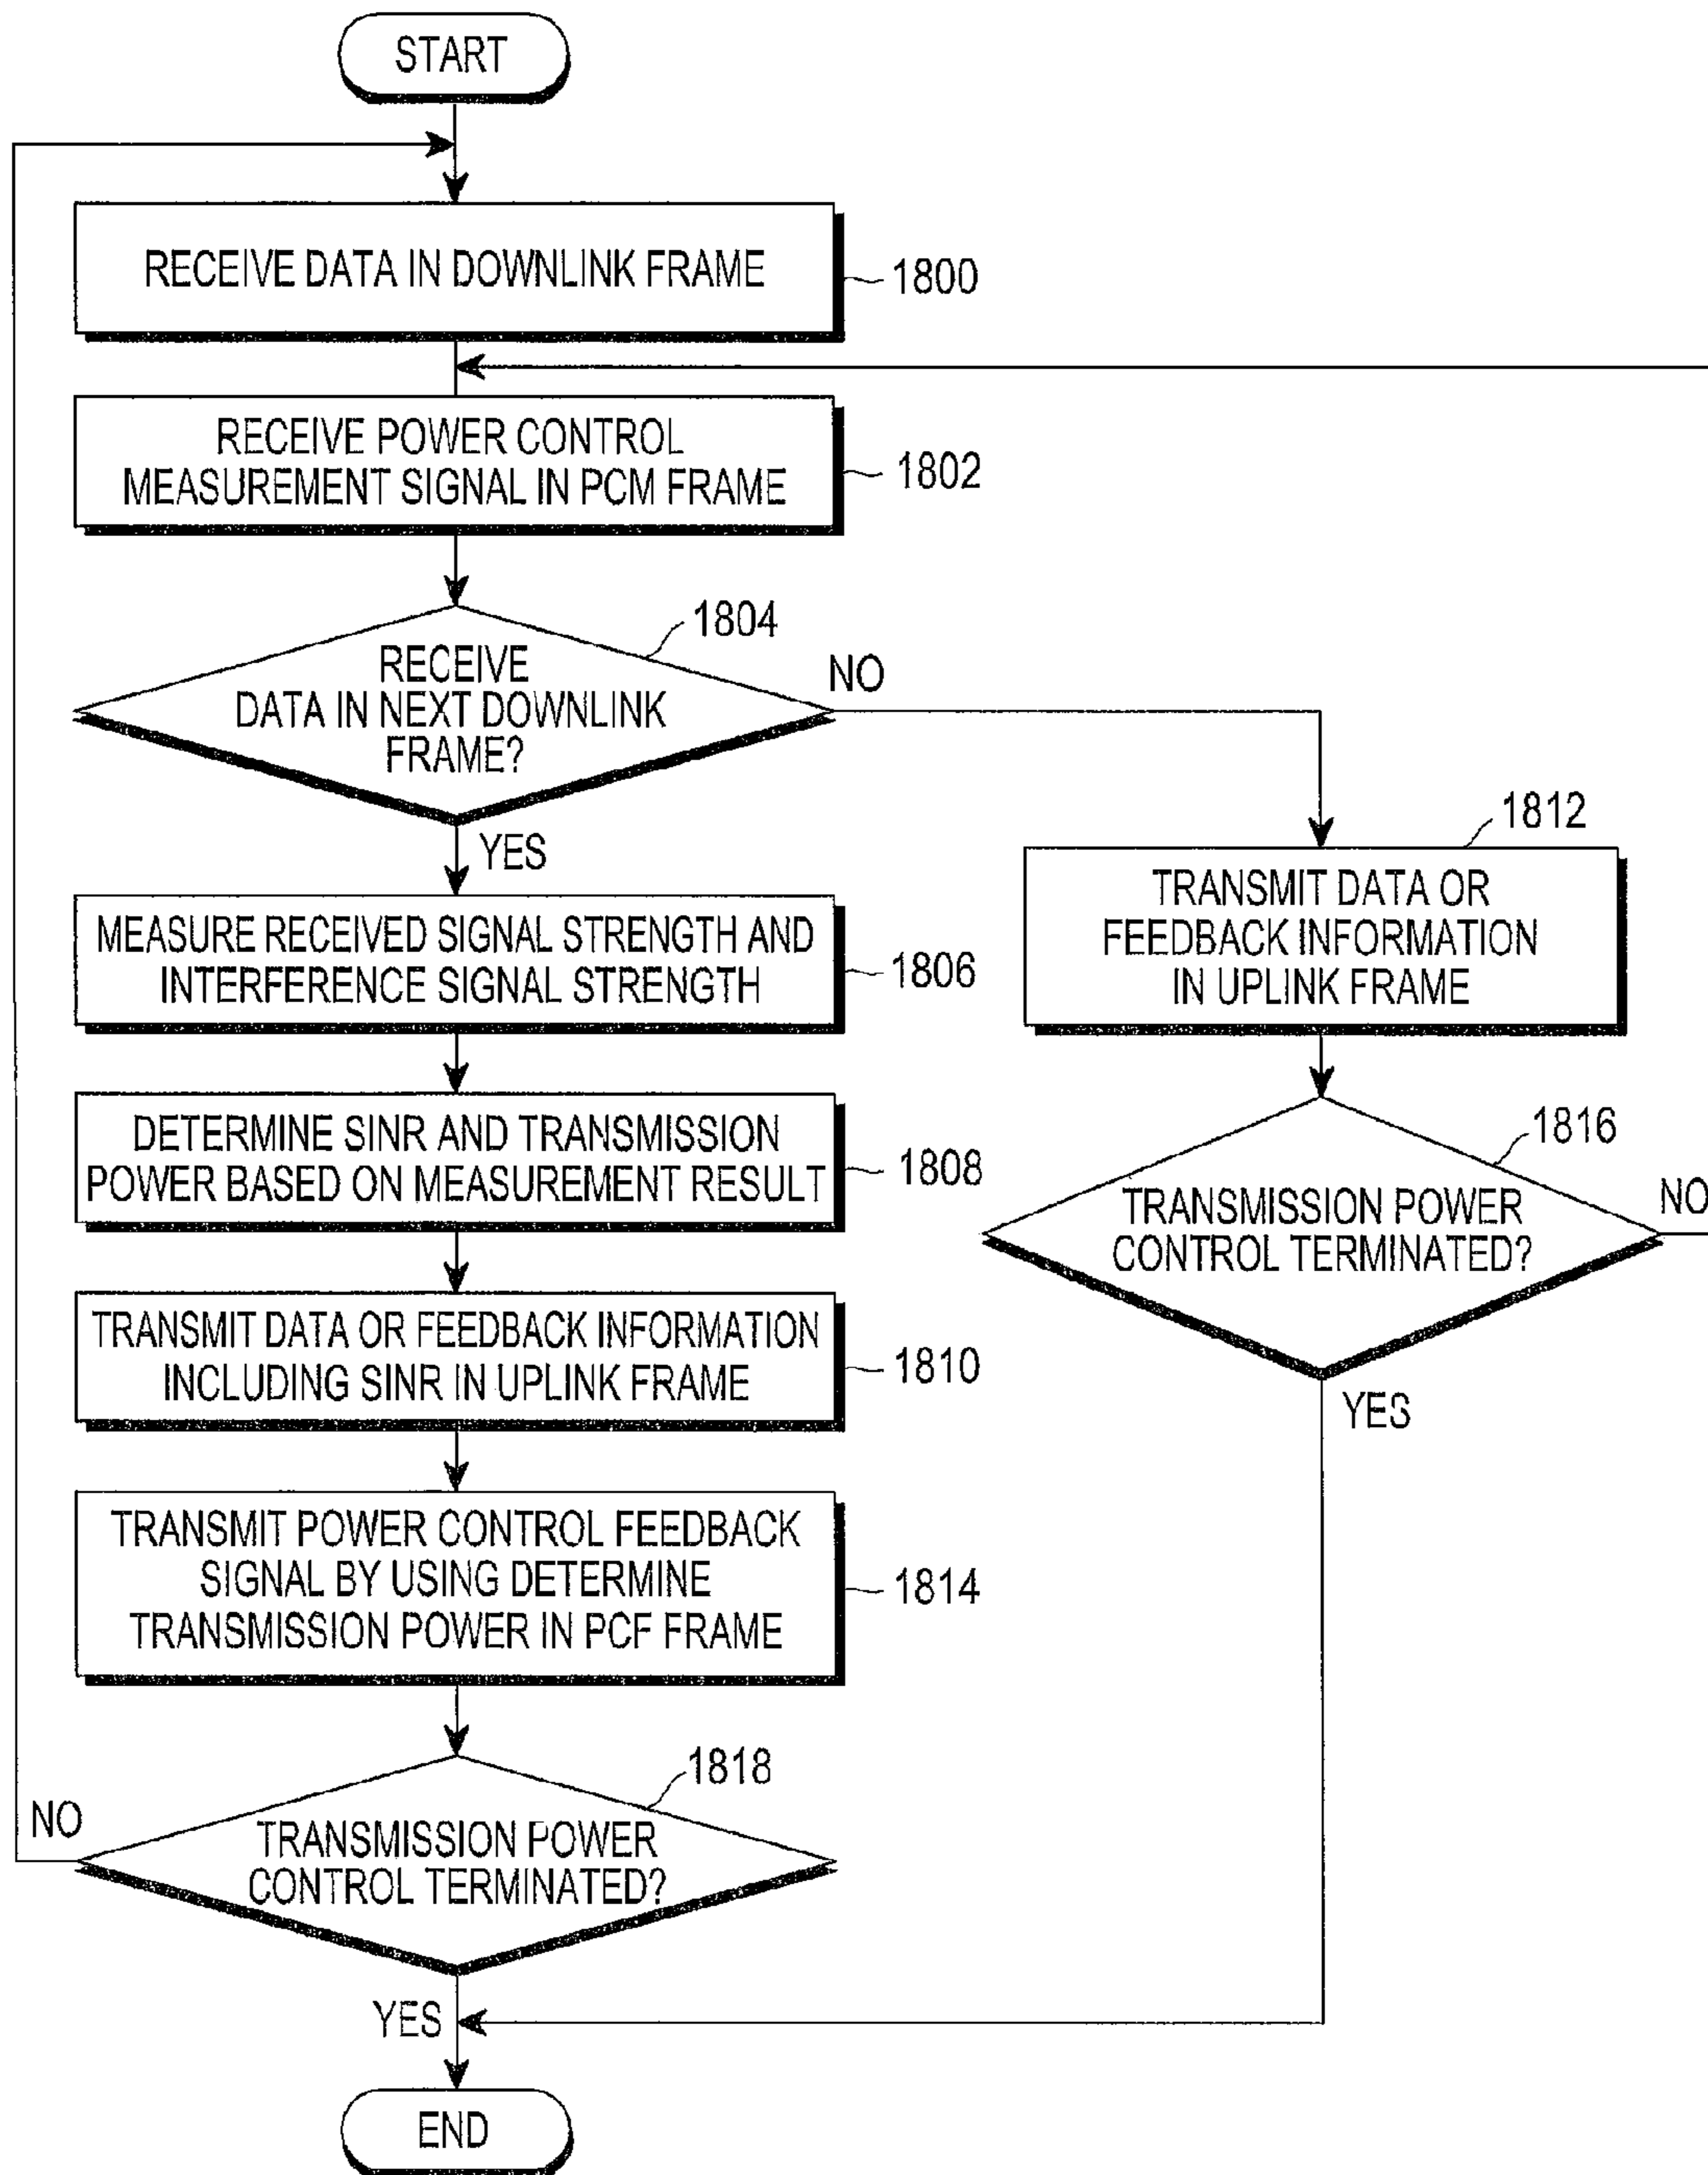 START
RECEIVE DATA IN DOWNLINK FRAME
1800
RECEIVE POWER CONTROL
MEASUREMENT SIGNAL IN PCM FRAME
1802
1804
RECEIVE
DATA IN NEXT DOWNLINK
FRAME?
NO
YES
MEASURE RECEIVED SIGNAL STRENGTH AND
INTERFERENCE SIGNAL STRENGTH
1806
DETERMINE SINR AND TRANSMISSION
POWER BASED ON MEASUREMENT RESULT
1808
TRANSMIT DATA OR FEEDBACK INFORMATION
INCLUDING SINR IN UPLINK FRAME
1810
1812
TRANSMIT DATA OR
FEEDBACK INFORMATION
IN UPLINK FRAME
1816
TRANSMISSION POWER
CONTROL TERMINATED?
NO
YES
TRANSMIT POWER CONTROL FEEDBACK
SIGNAL BY USING DETERMINE
TRANSMISSION POWER IN PCF FRAME
1814
1818
NO
TRANSMISSION POWER
CONTROL TERMINATED?
YES
END